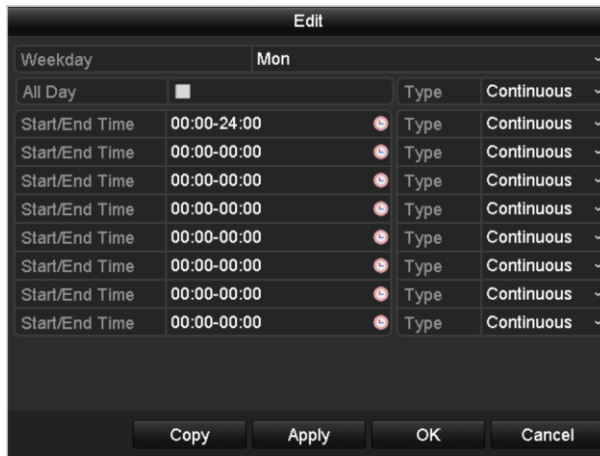 Edit
Weekday Mon
All Day Type Continuous
Start/End Time 00:00-24:00 Type Continuous
Start/End Time 00:00-00:00 Type Continuous
Start/End Time 00:00-00:00 Type Continuous
Start/End Time 00:00-00:00 Type Continuous
Start/End Time 00:00-00:00 Type Continuous
Start/End Time 00:00-00:00 Type Continuous
Start/End Time 00:00-00:00 Type Continuous
Start/End Time 00:00-00:00 Type Continuous
Copy Apply OK Cancel